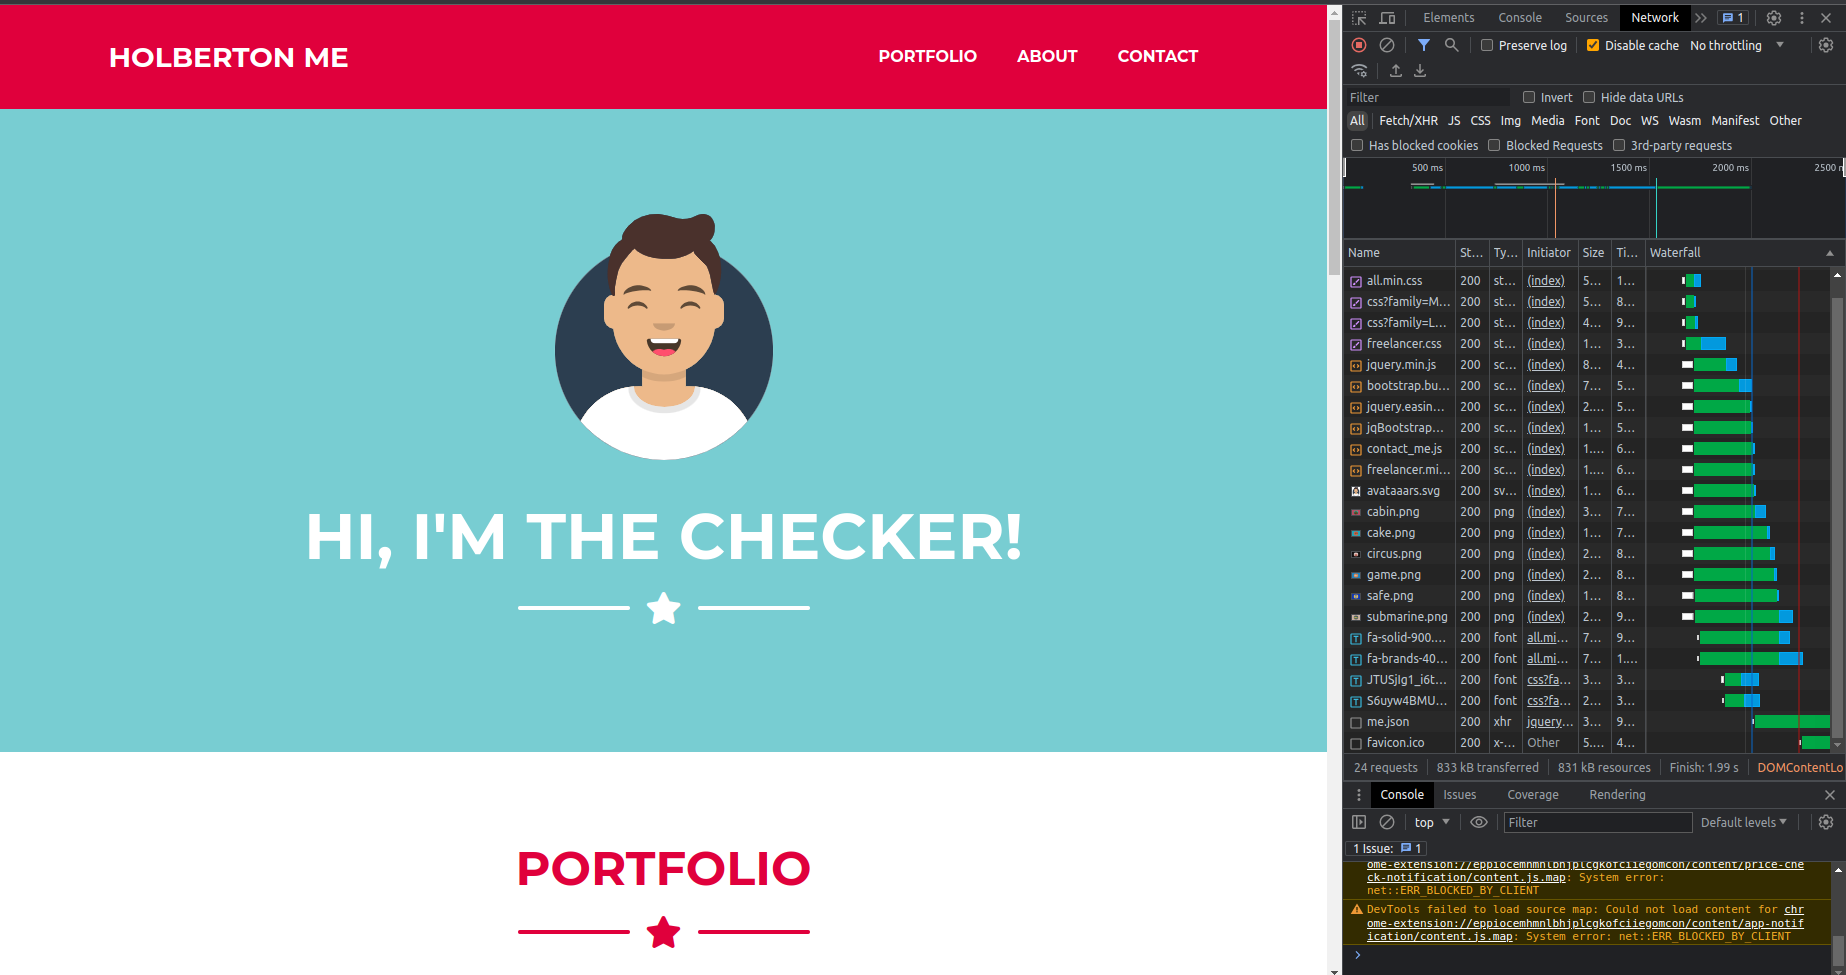 HOLBERTON ME
PORTFOLIO ABOUT CONTACT
HI, I'M THE CHECKER!
PORTFOLIO
Elements Console Sources Network 1
Preserve log Disable cache No throttling
Filter Invert Hide data URLs
All Fetch/XHR JS CSS Img Media Font Doc WS Wasm Manifest Other
Has blocked cookies Blocked Requests 3rd-party requests
500 ms 1000 ms 1500 ms 2000 ms 2500 m
Name St... Ty... Initiator Size Ti... Waterfall
all.min.css 200 st... (index) 5... 1...
css?family=M... 200 st... (index) 5... 8...
css?family=L... 200 st... (index) 4... 9...
freelancer.css 200 st... (index) 1... 3...
jquery.min.js 200 sc... (index) 8... 4...
bootstrap.bu... 200 sc... (index) 7... 5...
jquery.easin... 200 sc... (index) 2.... 5...
jqBootstrap... 200 sc... (index) 1... 5...
contact_me.js 200 sc... (index) 1.... 6...
freelancer.mi... 200 sc... (index) 1.... 6...
avataaars.svg 200 sv... (index) 1... 6...
cabin.png 200 png (index) 3... 7...
cake.png 200 png (index) 1... 7...
circus.png 200 png (index) 2... 8...
game.png 200 png (index) 2... 8...
safe.png 200 png (index) 1... 8...
submarine.png 200 png (index) 2... 9...
fa-solid-900.... 200 font all.mi... 7... 9...
fa-brands-40... 200 font all.mi... 7... 1....
JTUSjIg1_i6t... 200 font css?fa... 3... 3...
S6uyw4BMU... 200 font css?fa... 2... 3...
me.json 200 xhr jquery... 3... 9...
favicon.ico 200 x-... Other 5.... 4...
24 requests 833 kB transferred 831 kB resources Finish: 1.99 s DOMContentLo
Console Issues Coverage Rendering
top Filter Default levels
1 Issue: 1
ome-extension://eppiocemhmnlbhjplcgkofciiegomcon/content/price-che
ck-notification/content.js.map: System error:
net::ERR_BLOCKED_BY_CLIENT
DevTools failed to load source map: Could not load content for chr
ome-extension://eppiocemhmnlbhjplcgkofciiegomcon/content/app-notif
ication/content.js.map: System error: net::ERR_BLOCKED_BY_CLIENT